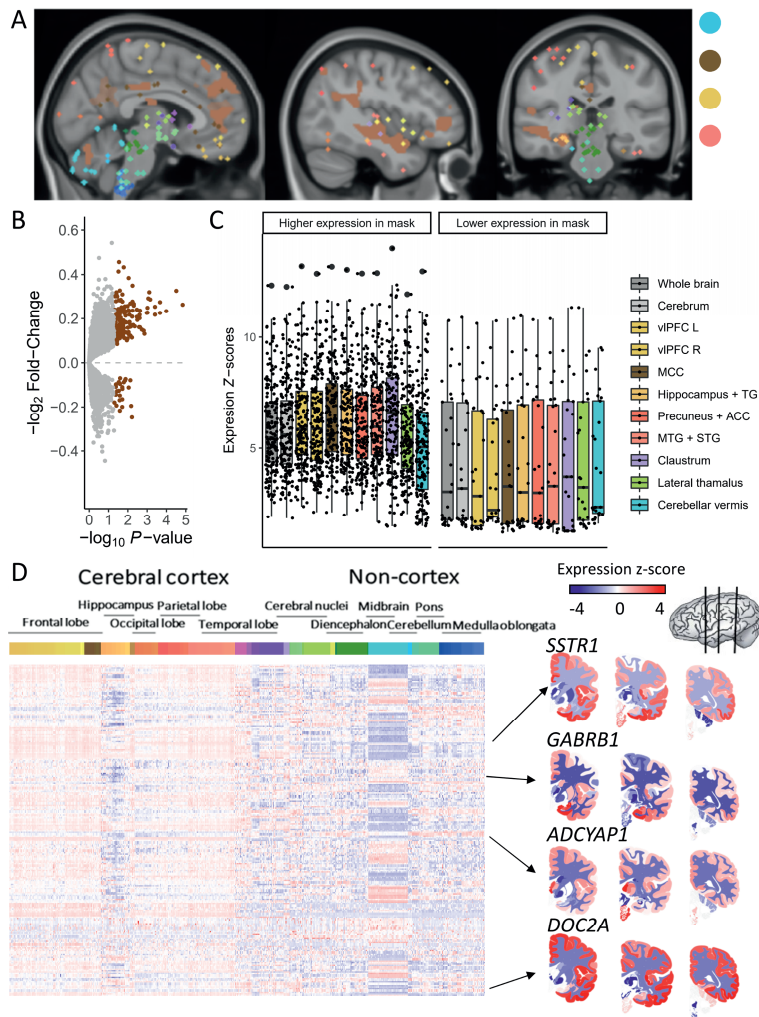 A
B
0.6
0.4
0.2
0.0
−0.2
−0.4
−log2 Fold−Change
0 1 2 3 4 5
−log10 P−value
C
Higher expression in mask
Lower expression in mask
10
5
Expresion Z-scores
Whole brain
Cerebrum
vlPFC L
vlPFC R
MCC
Hippocampus + TG
Precuneus + ACC
MTG + STG
Claustrum
Lateral thalamus
Cerebellar vermis
D
Cerebral cortex
Non-cortex
Hippocampus Parietal lobe
Cerebral nuclei Midbrain Pons
Frontal lobe Occipital lobe Temporal lobe Diencephalon Cerebellum Medulla oblongata
Expression z-score
-4 0 4
SSTR1
GABRB1
ADCYAP1
DOC2A